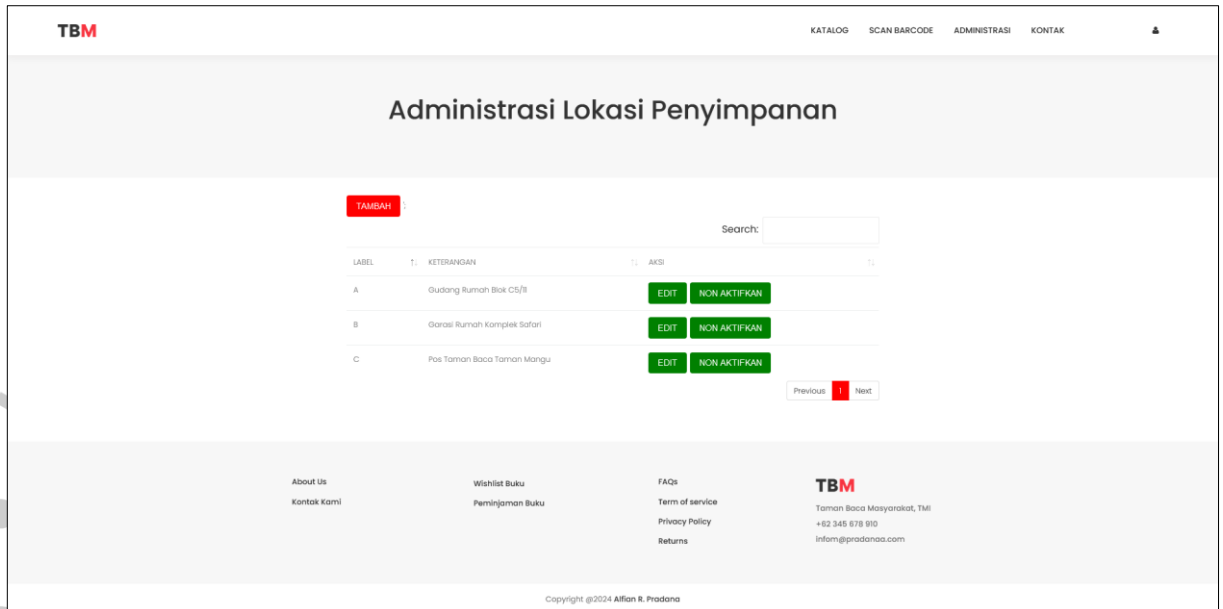 TBM
KATALOG SCAN BARCODE ADMINISTRASI KONTAK
Administrasi Lokasi Penyimpanan
TAMBAH
Search:
LABEL KETERANGAN AKSI
A Gudang Rumah Blok C5/11 EDIT NON AKTIFKAN
B Garasi Rumah Komplek Safari EDIT NON AKTIFKAN
C Pos Taman Baca Taman Mangu EDIT NON AKTIFKAN
Previous 1 Next
About Us
Kontak Kami
Wishlist Buku
Peminjaman Buku
FAQs
Term of service
Privacy Policy
Returns
TBM
Taman Baca Masyarakat, TMI
+62 345 678 910
infom@pradanaa.com
Copyright @2024 Alfian R. Pradana